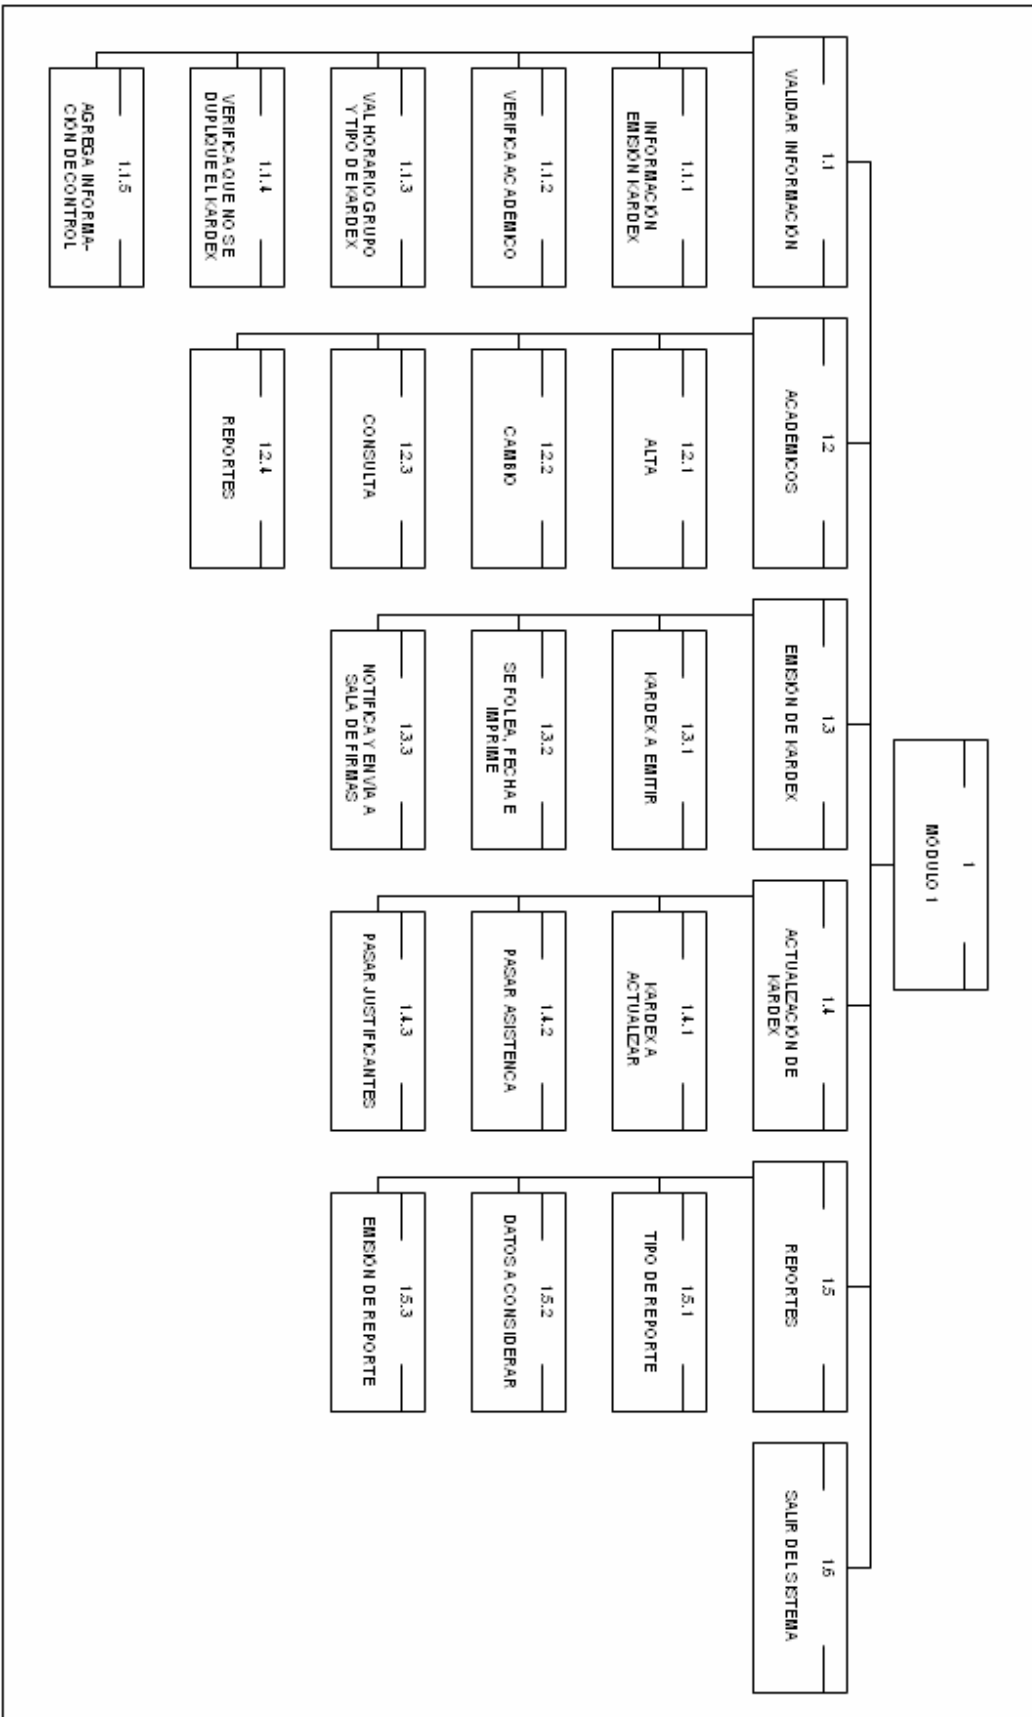 1
MÓDULO 1
1.1
VALIDAR INFORMACIÓN
1.1.1
INFORMACIÓN
EMISIÓN KARDEX
1.1.2
VERIFICA ACADÉMICO
1.1.3
VAL HORARIO GRUPO
Y TIPO DE KARDEX
1.1.4
VERIFICA QUE NO SE
DUPLIQUE EL KARDEX
1.1.5
AGREGA INFORMA-
CIÓN DE CONTROL
1.2
ACADÉMICOS
1.2.1
ALTA
1.2.2
CAMBIO
1.2.3
CONSULTA
1.2.4
REPORTES
1.3
EMISIÓN DE KARDEX
1.3.1
KARDEX A EMITIR
1.3.2
SE FOLEA, FECHA E
IMPRIME
1.3.3
NOTIFICA Y ENVIA A
SALA DE FIRMAS
1.4
ACTUALIZACIÓN DE
KARDEX
1.4.1
KARDEX A
ACTUALIZAR
1.4.2
PASAR ASISTENCIA
1.4.3
PASAR JUSTIFICANTES
1.5
REPORTES
1.5.1
TIPO DE REPORTE
1.5.2
DATOS A CONSIDERAR
1.5.3
EMISIÓN DE REPORTE
1.6
SALIR DEL SISTEMA